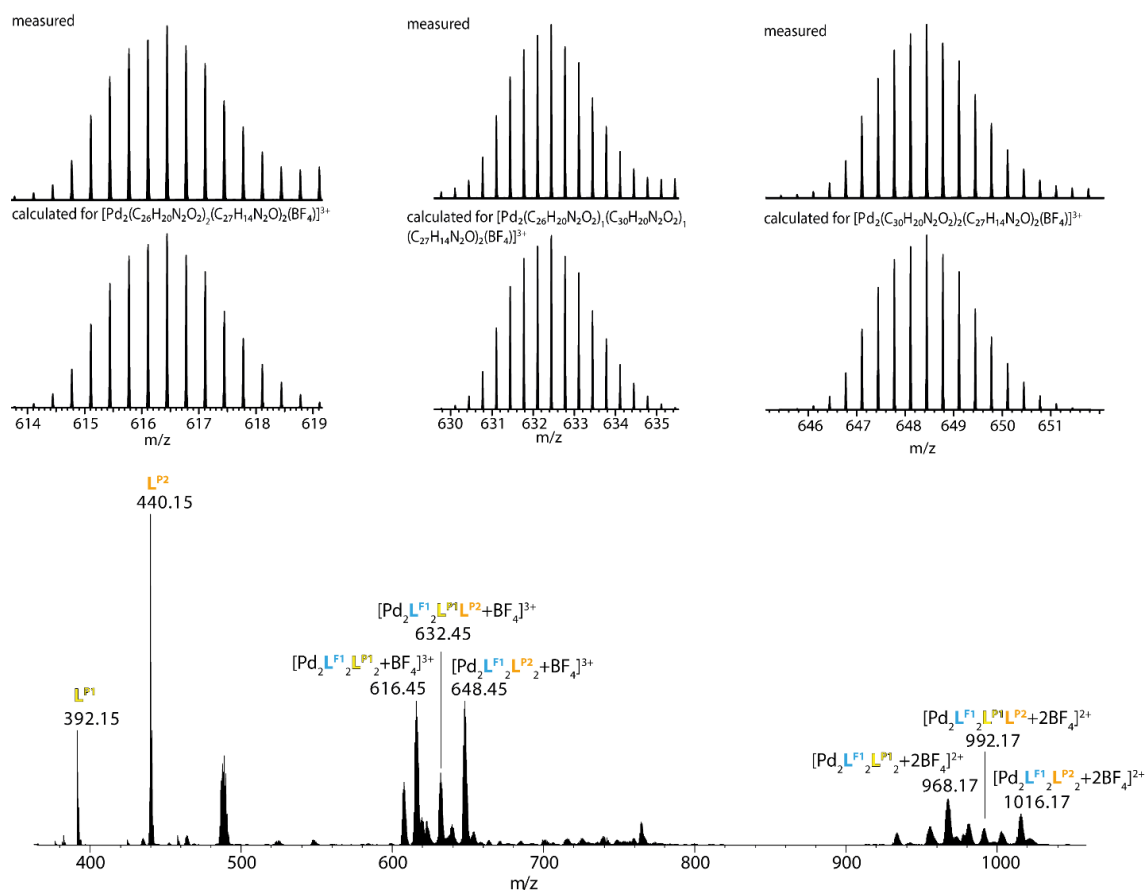 measured
measured
measured
calculated for [Pd₂(C₂₆H₂₀N₂O₂)₂(C₂₇H₁₄N₂O)₂(BF₄)]³⁺
calculated for [Pd₂(C₂₆H₂₀N₂O₂)₁(C₃₀H₂₀N₂O₂)₁
(C₂₇H₁₄N₂O)₂(BF₄)]³⁺
calculated for [Pd₂(C₃₀H₂₀N₂O₂)₂(C₂₇H₁₄N₂O)₂(BF₄)]³⁺
614 615 616 617 618 619
m/z
630 631 632 633 634 635
m/z
646 647 648 649 650 651
m/z
Lᴾ²
440.15
[Pd₂Lᶠ¹₂Lᴾ¹Lᴾ²+BF₄]³⁺
632.45
[Pd₂Lᶠ¹₂Lᴾ¹₂+BF₄]³⁺
616.45
[Pd₂Lᶠ¹₂Lᴾ²₂+BF₄]³⁺
648.45
Lᴾ¹
392.15
[Pd₂Lᶠ¹₂Lᴾ¹Lᴾ²+2BF₄]²⁺
992.17
[Pd₂Lᶠ¹₂Lᴾ¹₂+2BF₄]²⁺
968.17
[Pd₂Lᶠ¹₂Lᴾ²₂+2BF₄]²⁺
1016.17
400 500 600 700 800 900 1000
m/z